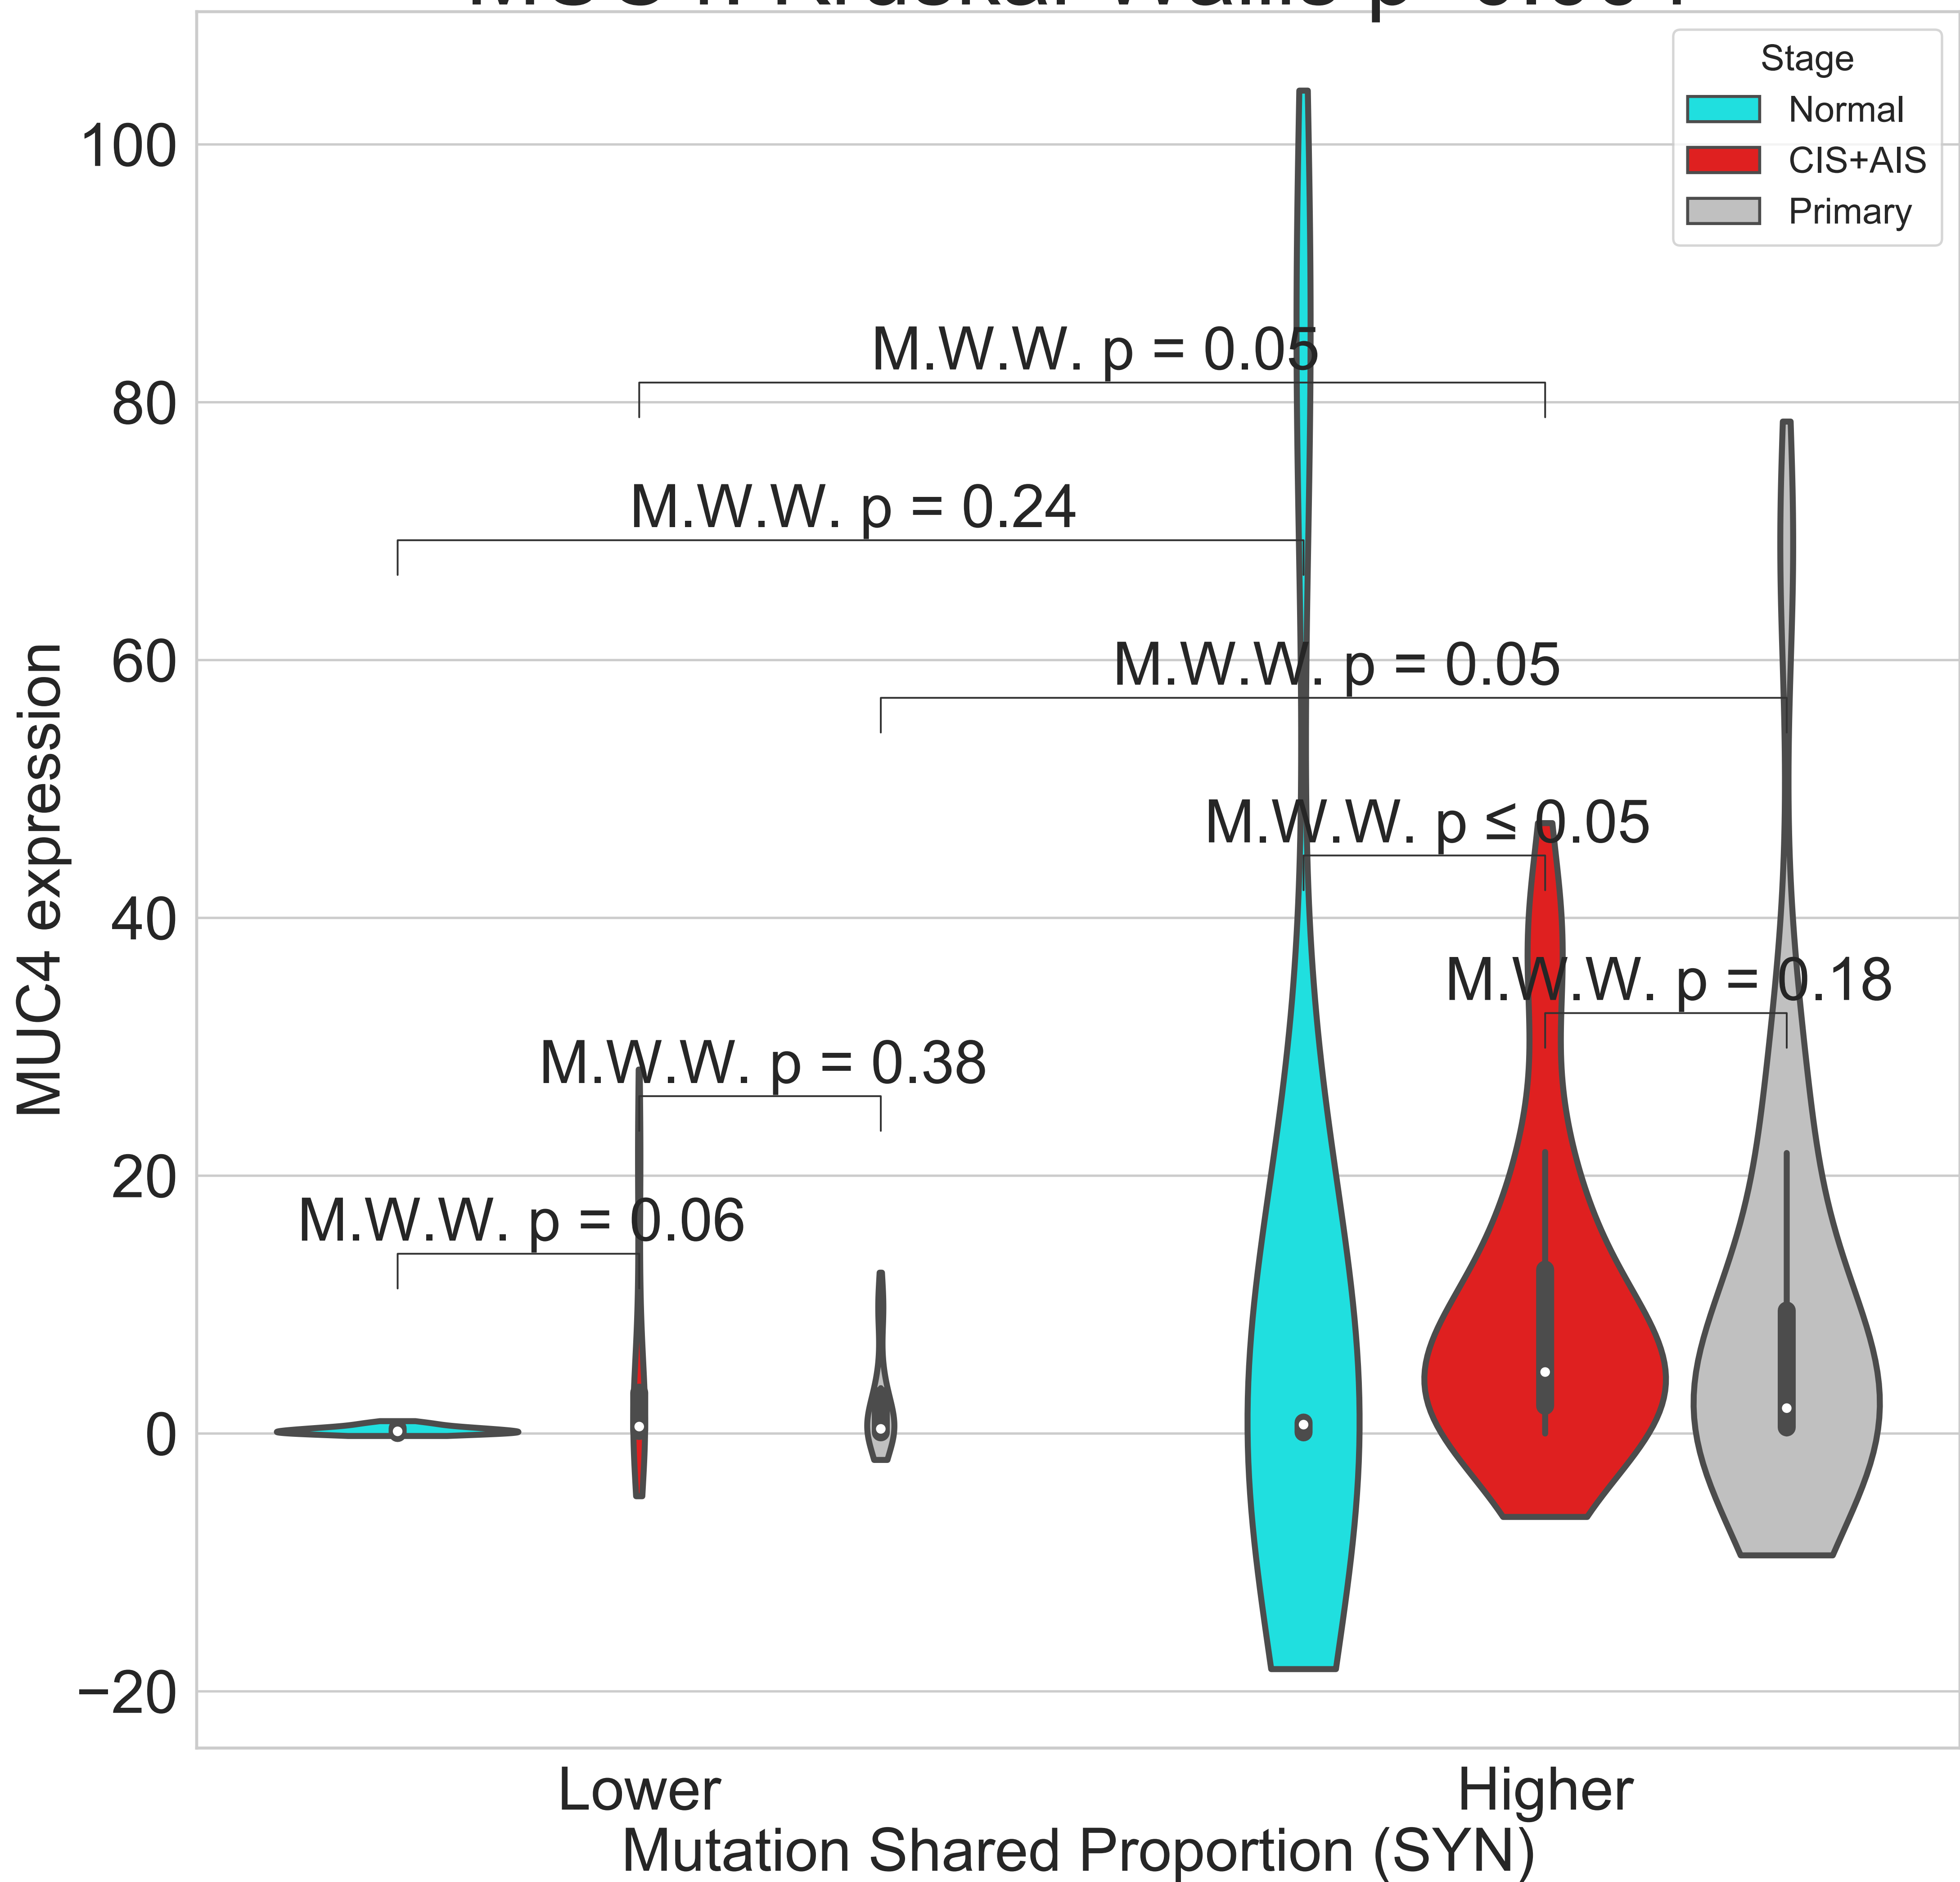 Stage
Normal
CIS+AIS
Primary
100
80
60
40
20
0
−20
MUC4 expression
M.W.W. p = 0.05
M.W.W. p = 0.24
M.W.W. p = 0.05
M.W.W. p ≤ 0.05
M.W.W. p = 0.18
M.W.W. p = 0.38
M.W.W. p = 0.06
Lower
Higher
Mutation Shared Proportion (SYN)